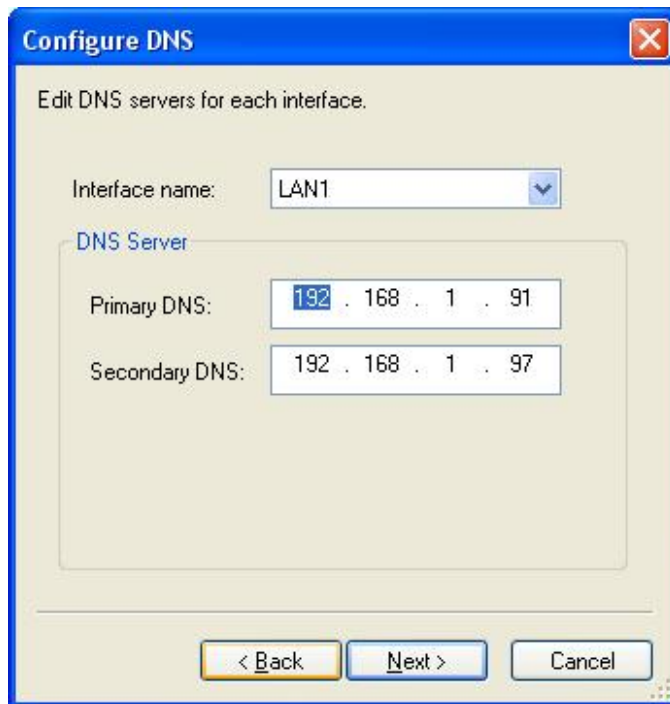 Configure DNS
Edit DNS servers for each interface.
Interface name: LAN1
DNS Server
Primary DNS: 192 . 168 . 1 . 91
Secondary DNS: 192 . 168 . 1 . 97
< Back Next > Cancel